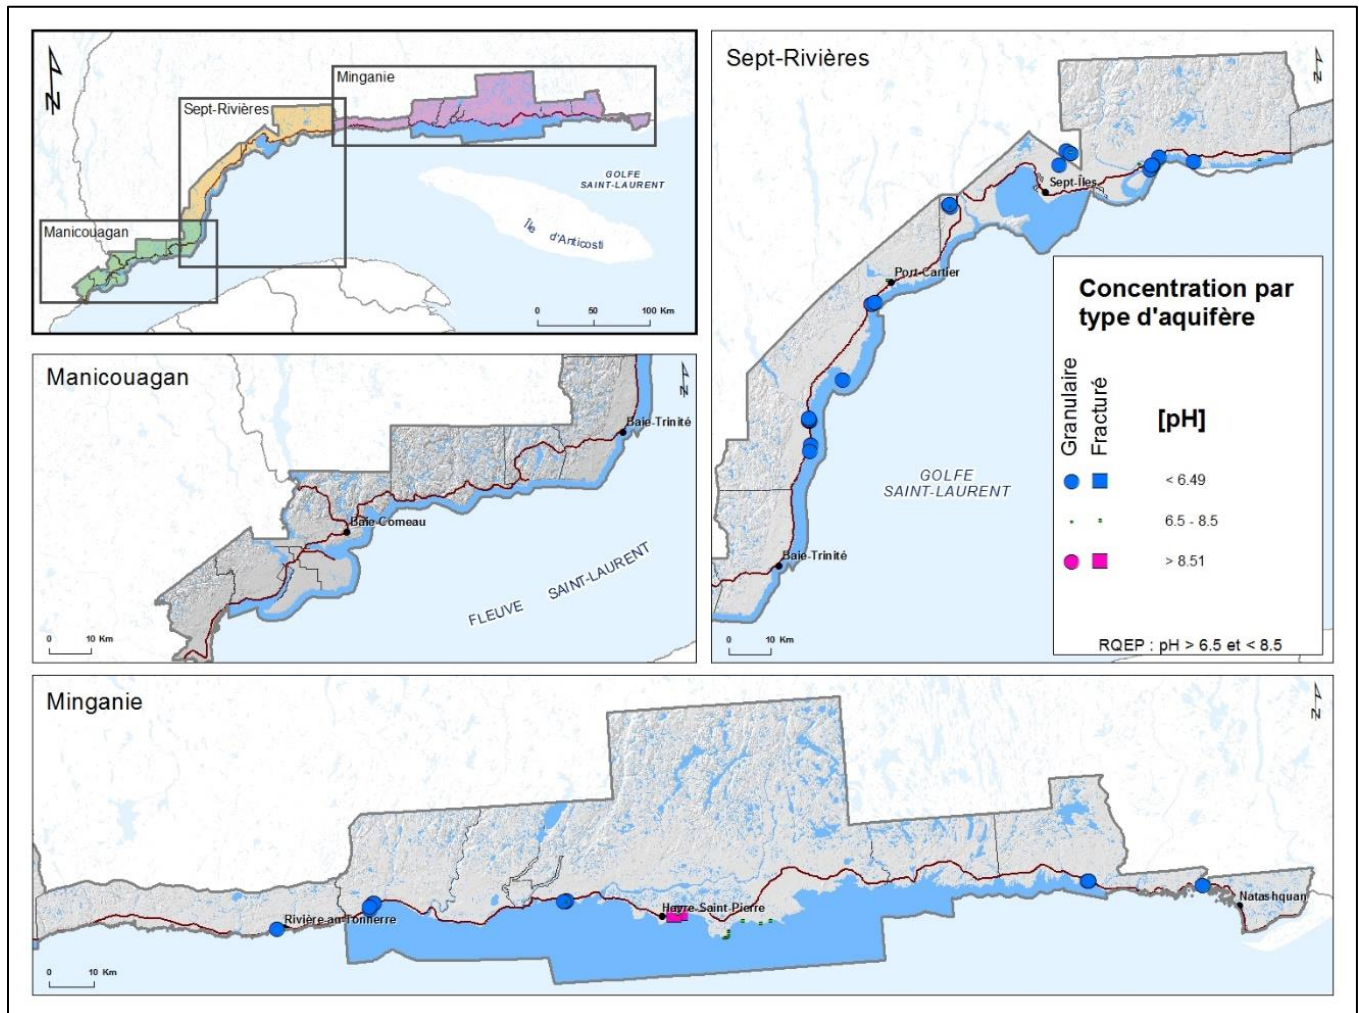 Minganie
Sept-Rivières
Manicouagan
GOLFE
SAINT-LAURENT
Île d'Anticosti
N
0 50 100 Km
Sept-Rivières
N
Sept-Îles
Port-Cartier
GOLFE
SAINT-LAURENT
Baie-Trinité
0 10 Km
Concentration par
type d'aquifère
Granulaire
Fracturé
[pH]
< 6.49
6.5 - 8.5
> 8.51
RQEP : pH > 6.5 et < 8.5
Manicouagan
N
Baie-Trinité
Baie-Comeau
FLEUVE SAINT-LAURENT
0 10 Km
Minganie
N
Rivière-au-Tonnerre
Havre-Saint-Pierre
Natashquan
0 10 Km